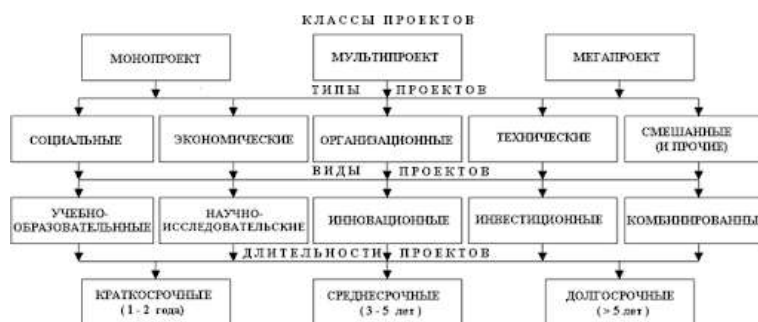 КЛАССЫ ПРОЕКТОВ
МОНОПРОЕКТ
МУЛЬТИПРОЕКТ
МЕГАПРОЕКТ
ТИПЫ ПРОЕКТОВ
СОЦИАЛЬНЫЕ
ЭКОНОМИЧЕСКИЕ
ОРГАНИЗАЦИОННЫЕ
ТЕХНИЧЕСКИЕ
СМЕШАННЫЕ
(И ПРОЧИЕ)
ВИДЫ ПРОЕКТОВ
УЧЕБНО-
ОБРАЗОВАТЕЛЬННЫЕ
НАУЧНО-
ИССЛЕДОВАТЕЛЬСКИЕ
ИННОВАЦИОННЫЕ
ИНВЕСТИЦИОННЫЕ
КОМБИНИРОВАННЫ
ДЛИТЕЛЬНОСТИ ПРОЕКТОВ
КРАТКОСРОЧНЫЕ
(1 - 2 года)
СРЕДНЕСРОЧНЫЕ
(3 - 5 лет)
ДОЛГОСРОЧНЫЕ
(> 5 лет)